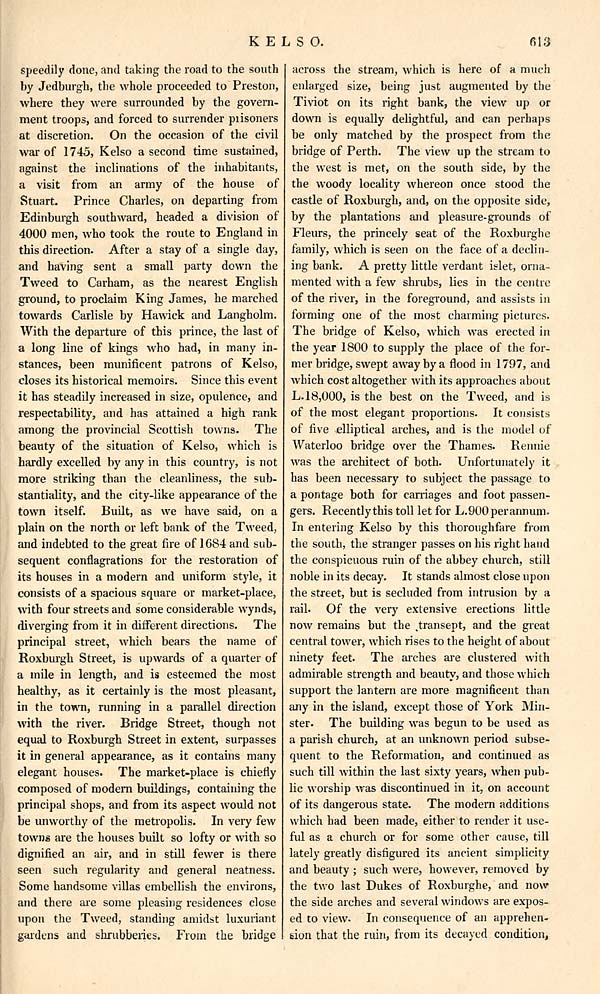 KELSO.
613
speedily done, and taking the road to the south
by Jedburgh, the whole proceeded to Preston,
where they were surrounded by the govern-
ment troops, and forced to surrender prisoners
at discretion. On the occasion of the civil
war of 1745, Kelso a second time sustained,
against the inclinations of the inhabitants,
a visit from an army of the house of
Stuart. Prince Charles, on departing from
Edinburgh southward, headed a division of
4000 men, who took the route to England in
this direction. After a stay of a single day,
and having sent a small party down the
Tweed to Carham, as the nearest English
ground, to proclaim King James, he marched
towards Carlisle by Hawick and Langholm.
With the departure of this prince, the last of
a long line of kings who had, in many in-
stances, been munificent patrons of Kelso,
closes its historical memoirs. Since this event
it has steadily increased in size, opulence, and
respectability, and has attained a high rank
among the provincial Scottish towns. The
beauty of the situation of Kelso, which is
hardly excelled by any in this country, is not
more striking than the cleanliness, the sub-
stantiality, and the city-like appearance of the
town itself. Built, as we have said, on a
plain on the north or left bank of the Tweed,
and indebted to the great fire of 1684 and sub-
sequent conflagrations for the restoration of
its houses in a modern and uniform style, it
consists of a spacious square or market-place,
with four streets and some considerable wynds,
diverging from it in different directions. The
principal street, which bears the name of
Roxburgh Street, is upwards of a quarter of
a mile in length, and is esteemed the most
healthy, as it certainly is the most pleasant,
in the town, running in a parallel direction
with the river. Bridge Street, though not
equal to Roxburgh Street in extent, surpasses
it in general appearance, as it contains many
elegant houses. The market-place is chiefly
composed of modern buildings, containing the
principal shops, and from its aspect would not
be unworthy of the metropolis. In very few
towns are the houses built so lofty or with so
dignified an air, and in still fewer is there
seen such regularity and general neatness.
Some handsome villas embellish the environs,
and there are some pleasing residences close
upon the Tweed, standing amidst luxuriant
gardens and shrubberies. From the bridge
across the stream, which is here of a much
enlarged size, being just augmented by the
Tiviot on its right bank, the view up or
down is equally delightful, and can perhaps
be only matched by the prospect from the
bridge of Perth. The view up the stream to
the west is met, on the south side, by the
the woody locality whereon once stood the
castle of Roxburgh, and, on the opposite side,
by the plantations and pleasure-grounds of
Fleurs, the princely seat of the Roxburghe
family, which is seen on the face of a declin-
ing bank. A pretty little verdant islet, orna-
mented with a few shrubs, lies in the centre
of the river, in the foreground, and assists in
forming one of the most charming pictures.
The bridge of Kelso, which was erected in
the year 1800 to supply the place of the for-
mer bridge, swept away by a flood in 1797, and
which cost altogether with its approaches about
L.18,000, is the best on the Tweed, and is
of the most elegant proportions. It consists
of five elliptical arches, and is the model of
Waterloo bridge over the Thames. Rennie
was the architect of both. Unfortunately it
has been necessary to subject the passage to
a pontage both for carriages and foot passen-
gers. Recently this toll let for L.900 per annum.
In entering Kelso by this thoroughfare from
the south, the stranger passes on his right hand
the conspicuous ruin of the abbey church, still
noble in its decay. It stands almost close upon
the street, but is secluded from intrusion by a
rail. Of the very extensive erections little
now remains but the transept, and the great
central tower, which rises to the height of about
ninety feet. The arches are clustered with
admirable strength and beauty, and those which
support the lantern are more magnificent than
any in the island, except those of York Min-
ster. The building was begun to be used as
a parish church, at an unknown period subse-
quent to the Reformation, and continued as
such till within the last sixty years, when pub-
lic worship was discontinued in it, on account
of its dangerous state. The modern additions
which had been made, either to render it use-
ful as a church or for some other cause, till
lately greatly disfigured its ancient simplicity
and beauty ; such were, however, removed by
the two last Dukes of Roxburghe, and now
the side arches and several windows are expos-
ed to view. In consequence of an apprehen-
sion that the ruin, from its decayed condition,